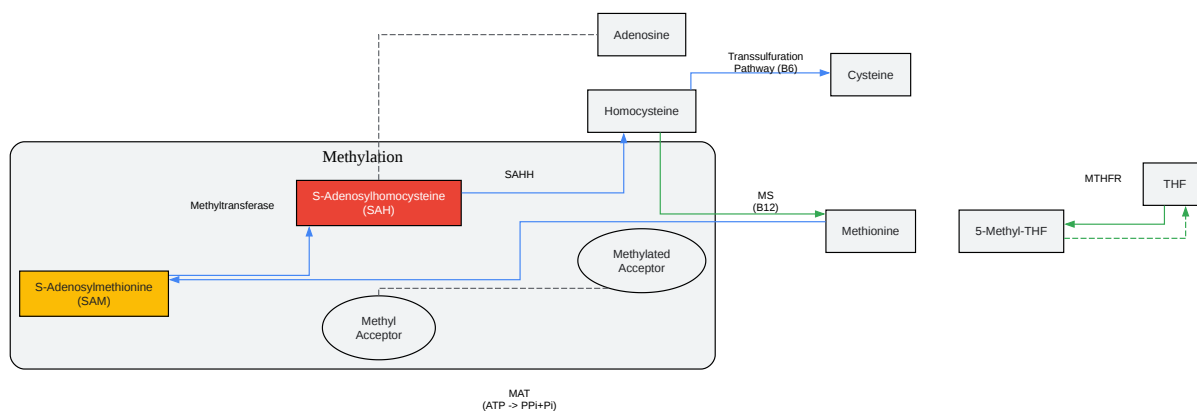 Adenosine
Transsulfuration
Pathway (B6)
Cysteine
Homocysteine
Methylation
SAHH
S-Adenosylhomocysteine
(SAH)
Methyltransferase
MTHFR
THF
MS
(B12)
Methionine
5-Methyl-THF
Methylated
Acceptor
S-Adenosylmethionine
(SAM)
Methyl
Acceptor
MAT
(ATP -> PPi+Pi)